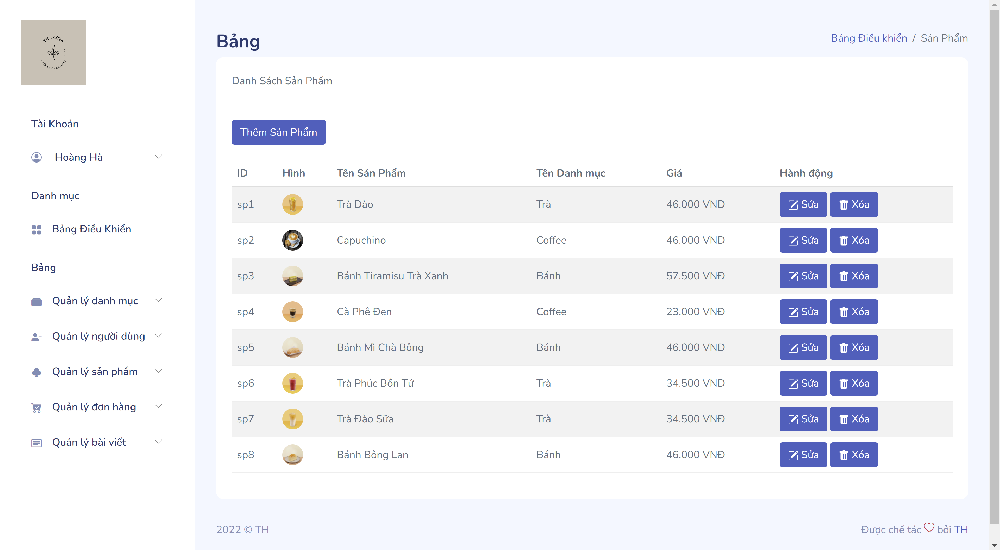 TH Coffee
cafe and roastery
Tài Khoản
Hoàng Hà
Danh mục
Bảng Điều Khiển
Bảng
Quản lý danh mục
Quản lý người dùng
Quản lý sản phẩm
Quản lý đơn hàng
Quản lý bài viết
Bảng
Bảng Điều khiển / Sản Phẩm
Danh Sách Sản Phẩm
Thêm Sản Phẩm
ID Hình Tên Sản Phẩm Tên Danh mục Giá Hành động
sp1 Trà Đào Trà 46.000 VNĐ Sửa Xóa
sp2 Capuchino Coffee 46.000 VNĐ Sửa Xóa
sp3 Bánh Tiramisu Trà Xanh Bánh 57.500 VNĐ Sửa Xóa
sp4 Cà Phê Đen Coffee 23.000 VNĐ Sửa Xóa
sp5 Bánh Mì Chà Bông Bánh 46.000 VNĐ Sửa Xóa
sp6 Trà Phúc Bồn Tử Trà 34.500 VNĐ Sửa Xóa
sp7 Trà Đào Sữa Trà 34.500 VNĐ Sửa Xóa
sp8 Bánh Bông Lan Bánh 46.000 VNĐ Sửa Xóa
2022 © TH
Được chế tác bởi TH